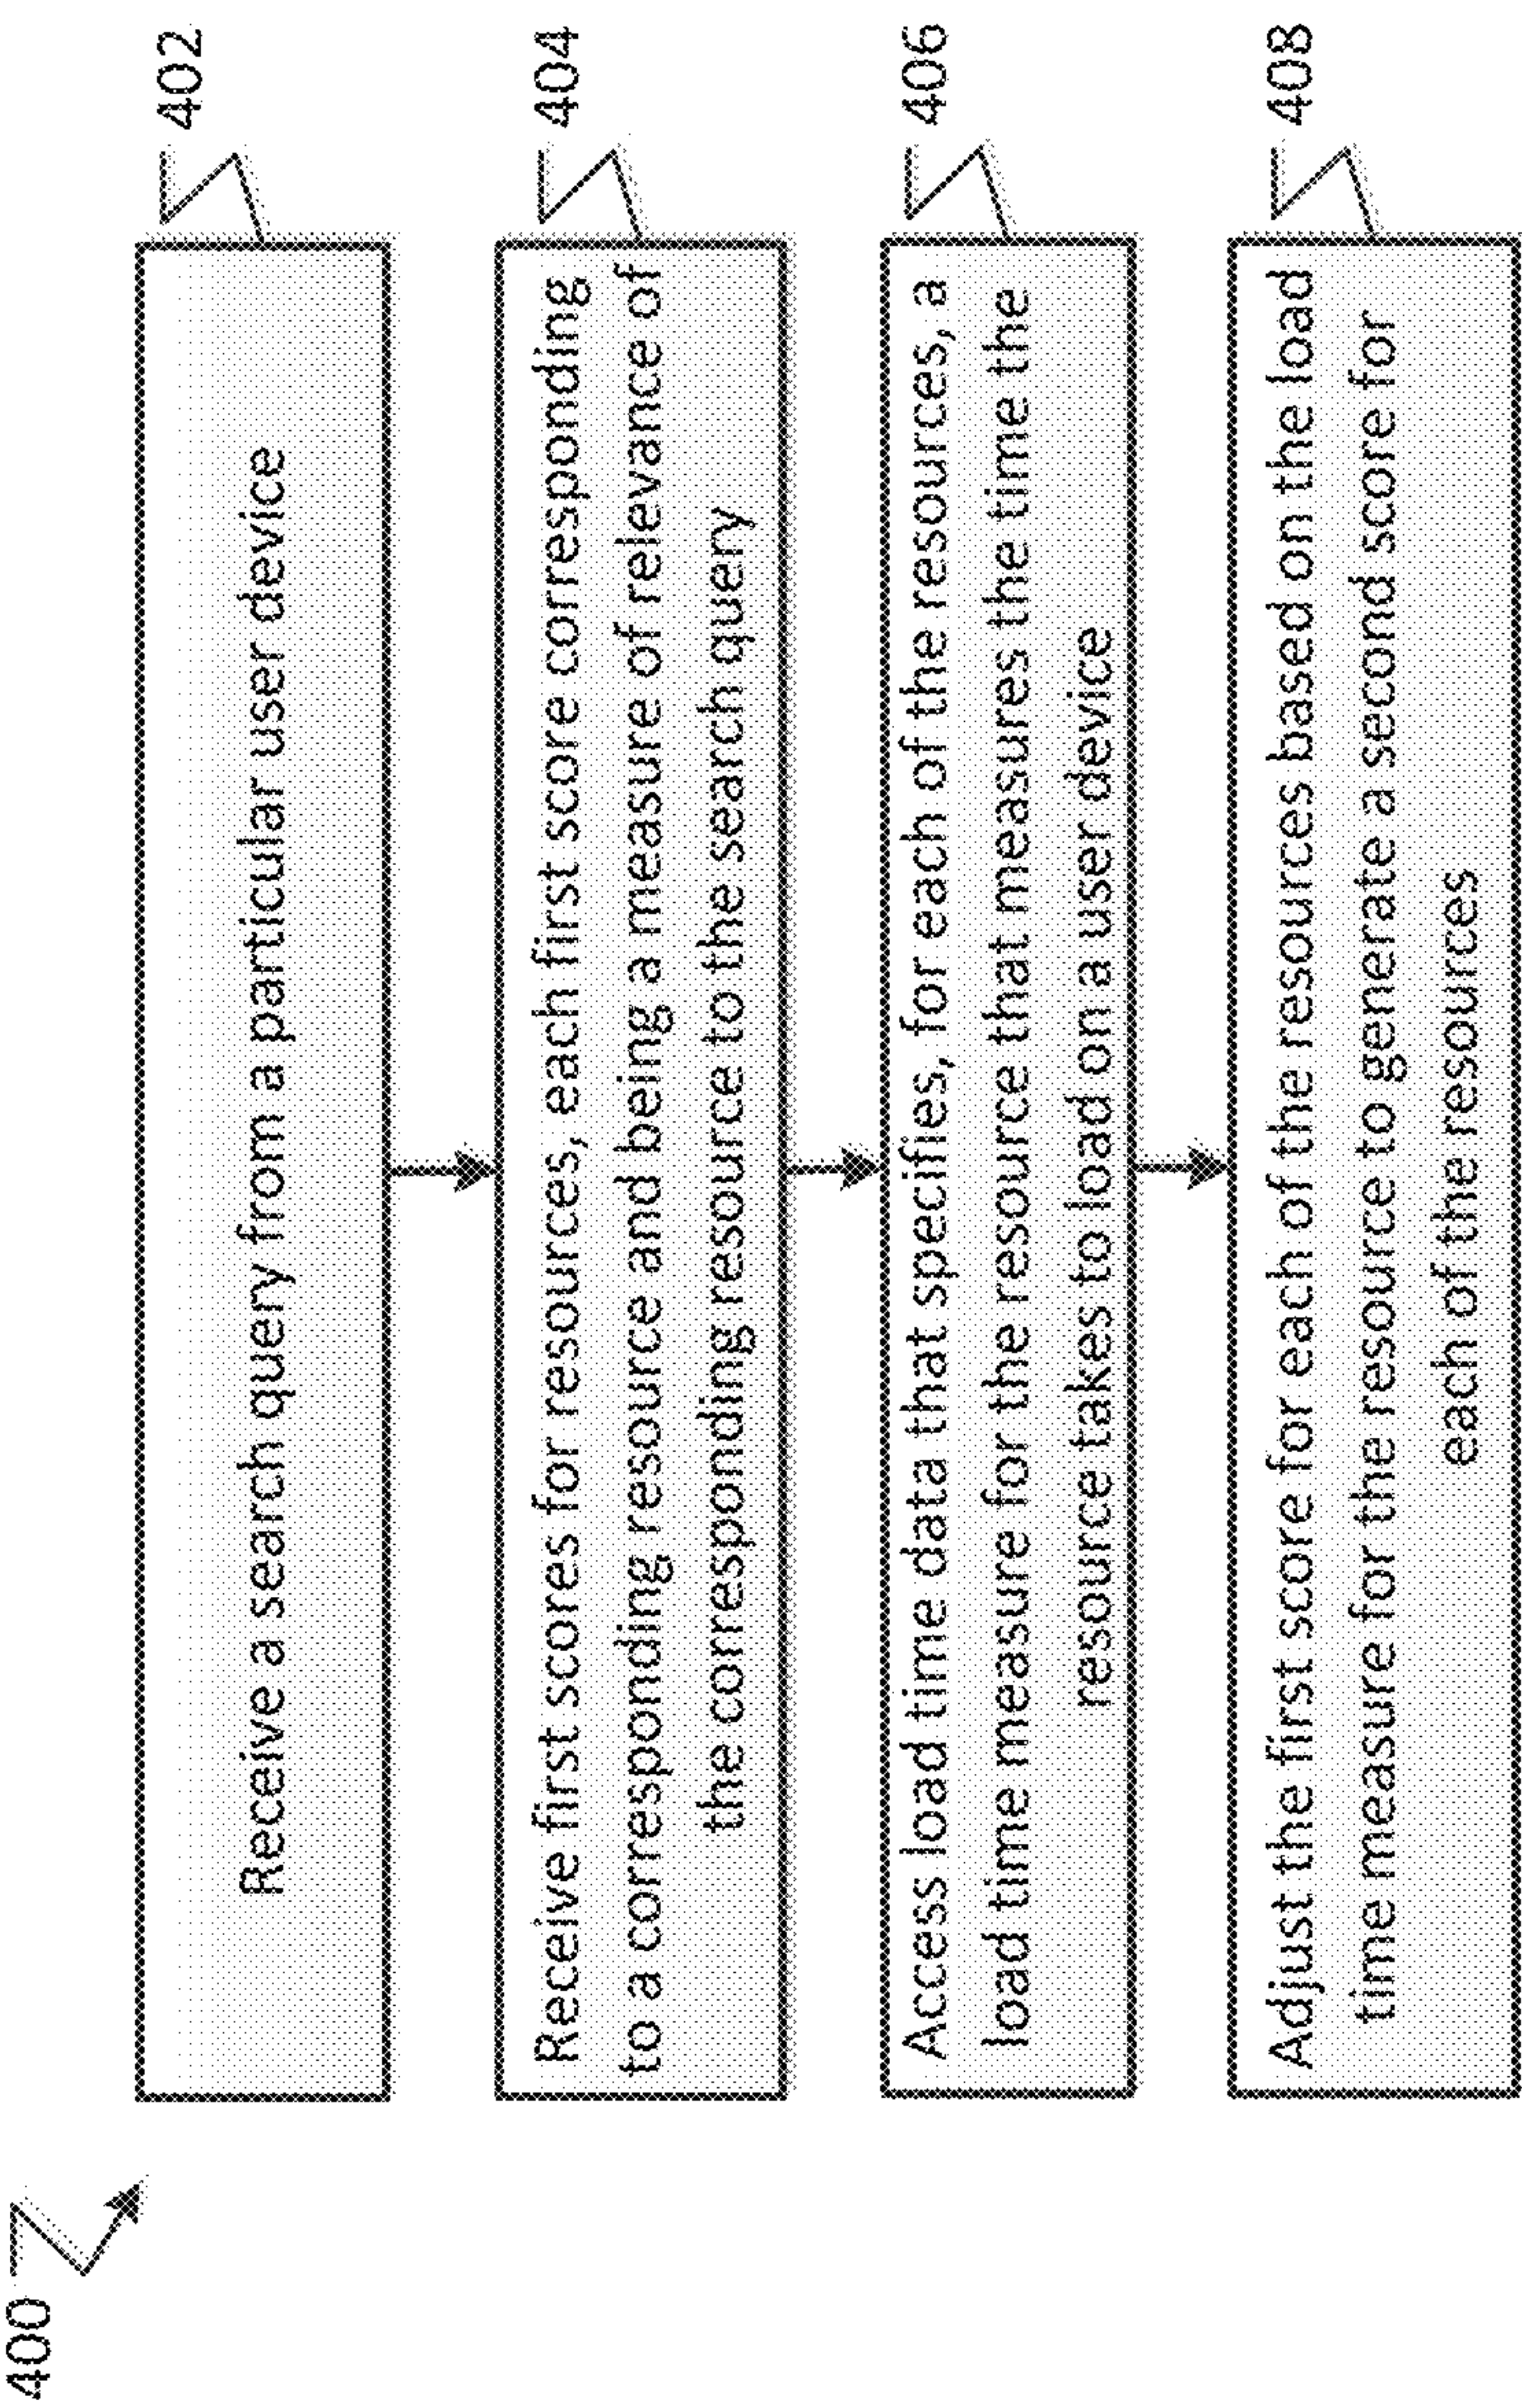 400
Receive a search query from a particular user device
402
Receive first scores for resources, each first score corresponding
to a corresponding resource and being a measure of relevance of
the corresponding resource to the search query
404
Access load time data that specifies, for each of the resources, a
load time measure for the resource that measures the time the
resource takes to load on a user device
406
Adjust the first score for each of the resources based on the load
time measure for the resource to generate a second score for
each of the resources
408